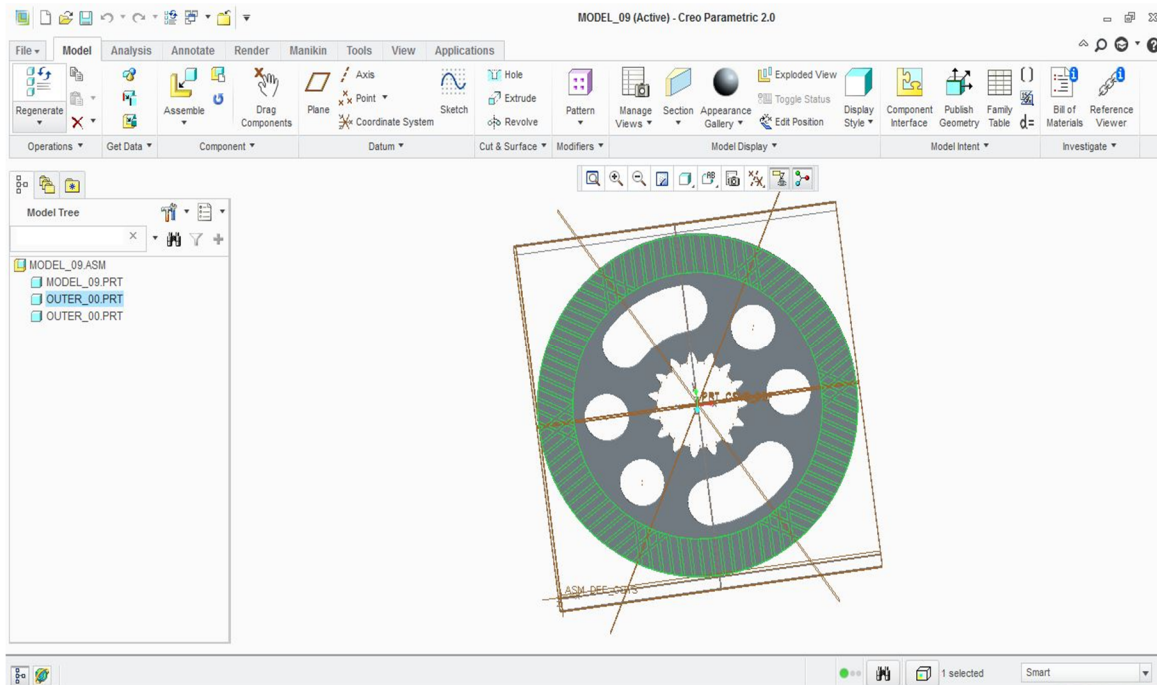 MODEL_09 (Active) - Creo Parametric 2.0
File Model Analysis Annotate Render Manikin Tools View Applications
Regenerate
Assemble
Drag
Components
Plane
Axis
Point
Coordinate System
Sketch
Hole
Extrude
Revolve
Pattern
Manage
Views
Section
Appearance
Gallery
Exploded View
Toggle Status
Edit Position
Display
Style
Component
Interface
Publish
Geometry
Family
Table
d=
Bill of
Materials
Reference
Viewer
Operations Get Data Component Datum Cut & Surface Modifiers Model Display Model Intent Investigate
Model Tree
MODEL_09.ASM
MODEL_09.PRT
OUTER_00.PRT
OUTER_00.PRT
ASM_DEF_CSYS
1 selected
Smart